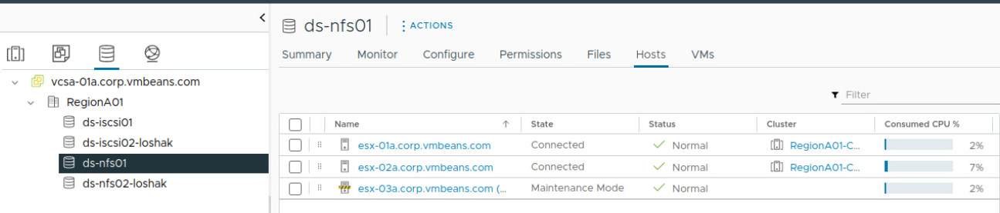 ds-nfs01
ACTIONS
Summary Monitor Configure Permissions Files Hosts VMs
vcsa-01a.corp.vmbeans.com
RegionA01
ds-iscsi01
ds-iscsi02-loshak
ds-nfs01
ds-nfs02-loshak
Filter
Name State Status Cluster Consumed CPU %
esx-01a.corp.vmbeans.com Connected Normal RegionA01-C... 2%
esx-02a.corp.vmbeans.com Connected Normal RegionA01-C... 7%
esx-03a.corp.vmbeans.com (... Maintenance Mode Normal 2%